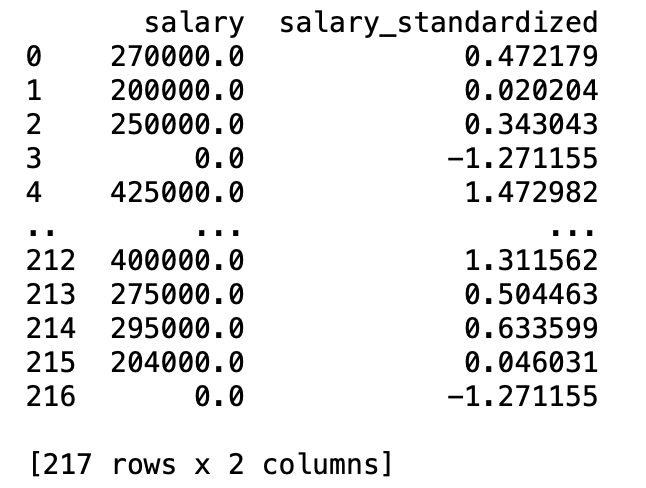 salary salary_standardized
0 270000.0 0.472179
1 200000.0 0.020204
2 250000.0 0.343043
3 0.0 -1.271155
4 425000.0 1.472982
.. ... ...
212 400000.0 1.311562
213 275000.0 0.504463
214 295000.0 0.633599
215 204000.0 0.046031
216 0.0 -1.271155
[217 rows x 2 columns]